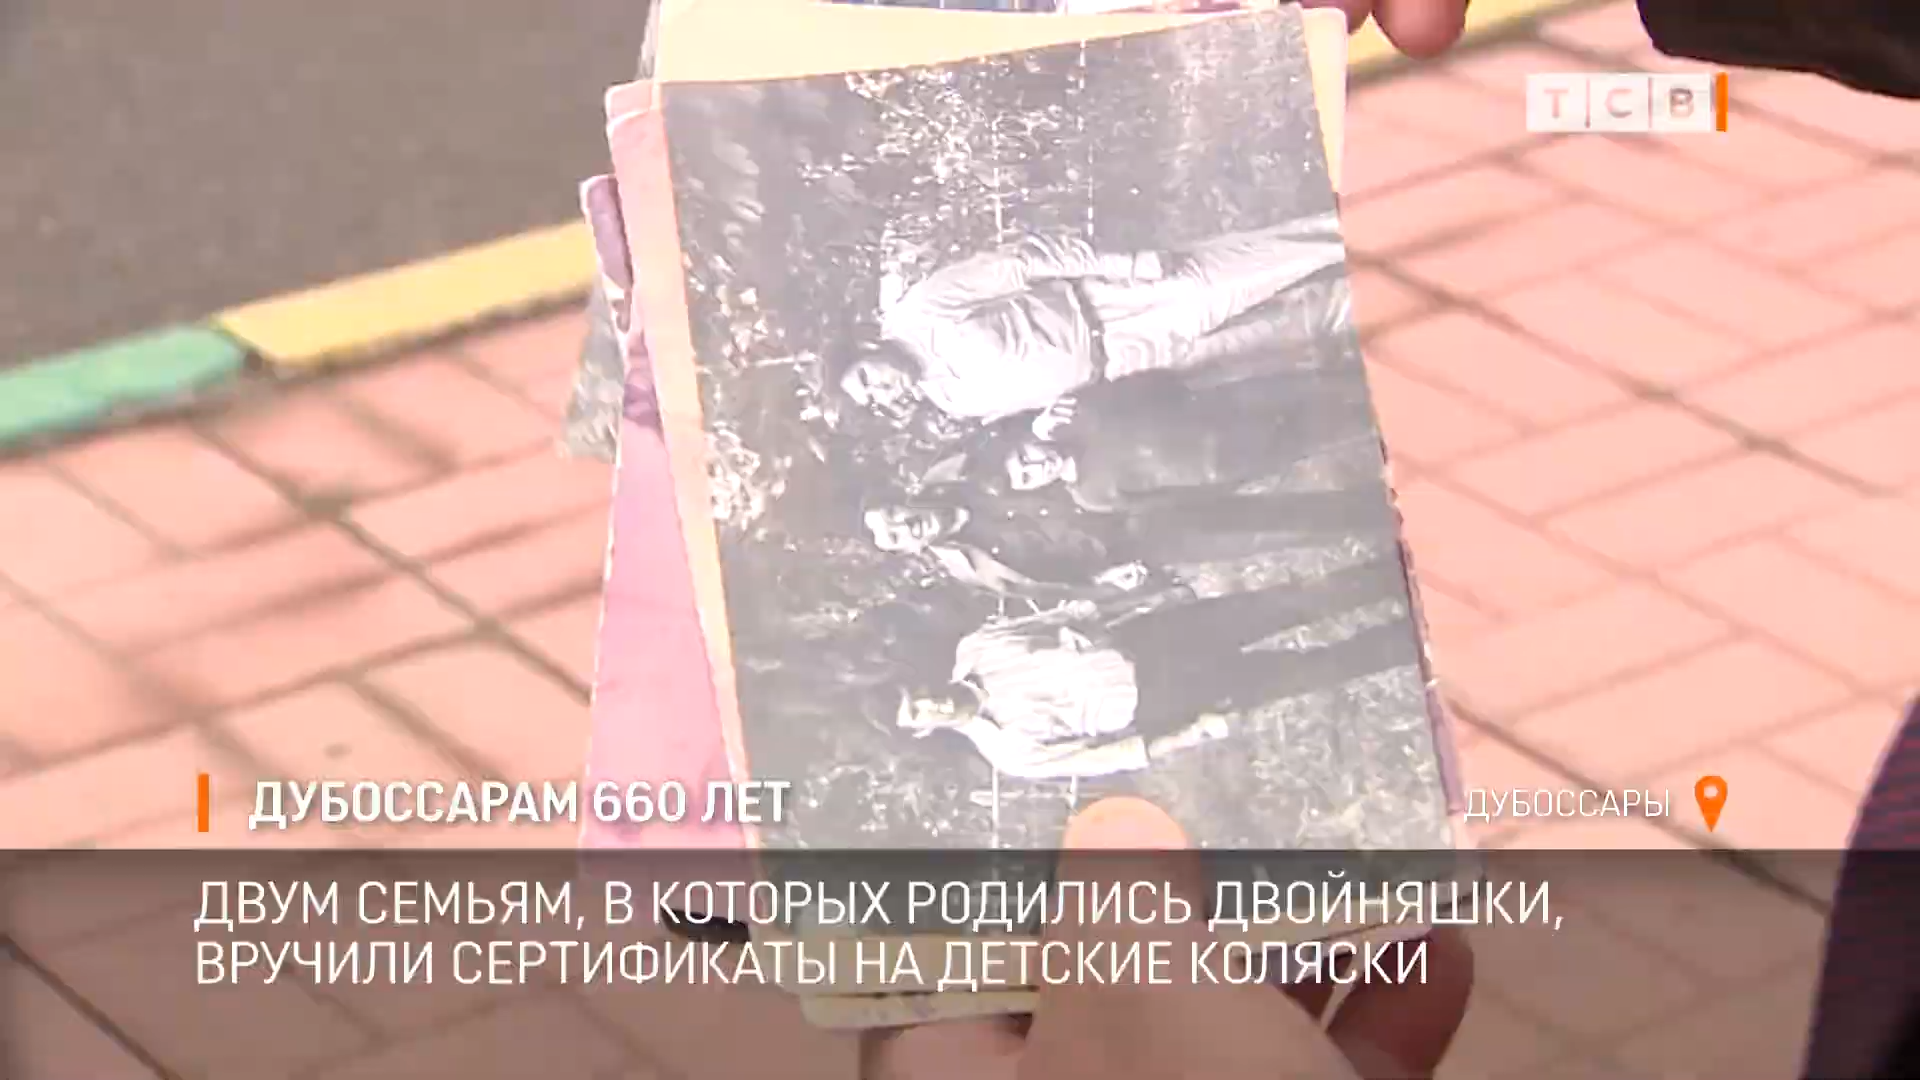 ТСВ
ДУБОССАРАМ 660 ЛЕТ
ДУБОССАРЫ
ДВУМ СЕМЬЯМ, В КОТОРЫХ РОДИЛИСЬ ДВОЙНЯШКИ,
ВРУЧИЛИ СЕРТИФИКАТЫ НА ДЕТСКИЕ КОЛЯСКИ